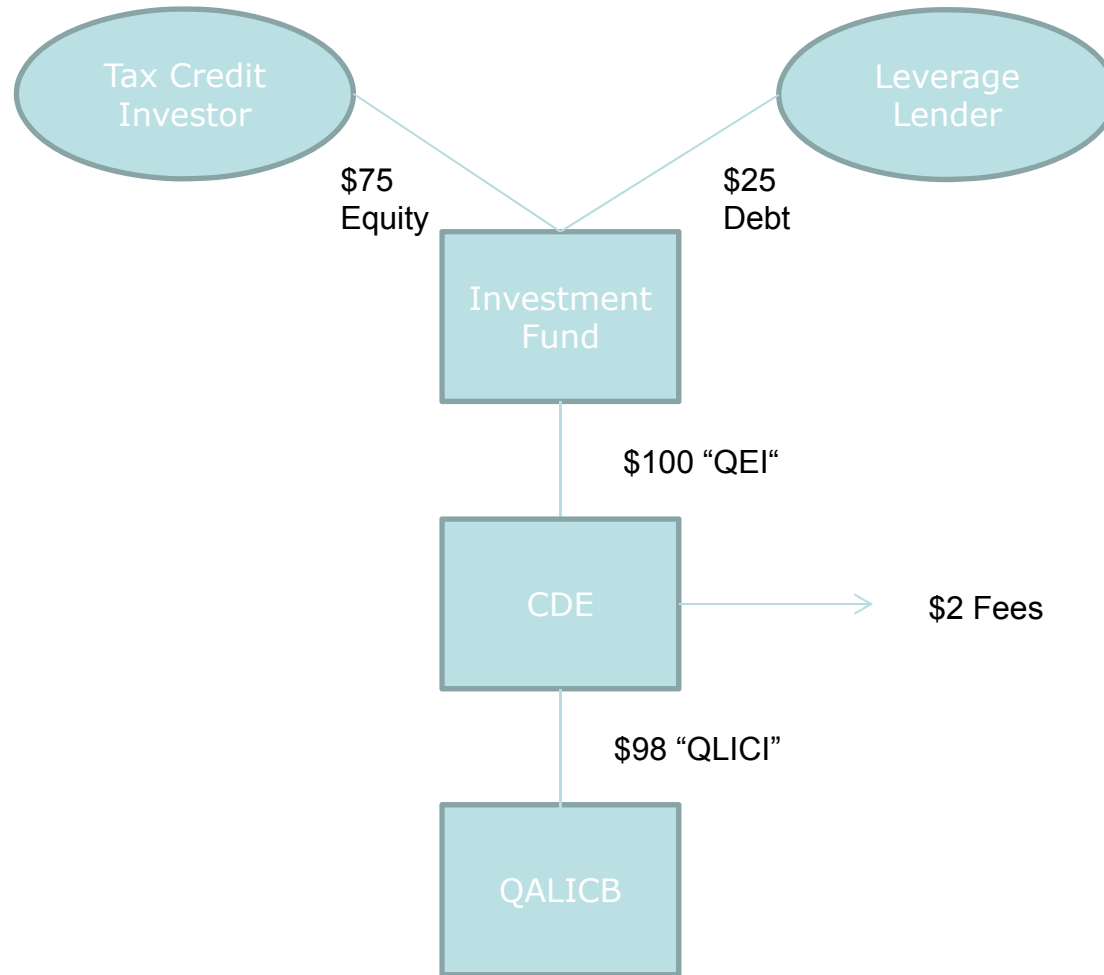 Tax Credit
Investor
Leverage
Lender
$75
Equity
$25
Debt
Investment
Fund
$100 “QEI“
CDE
$2 Fees
$98 “QLICI”
QALICB